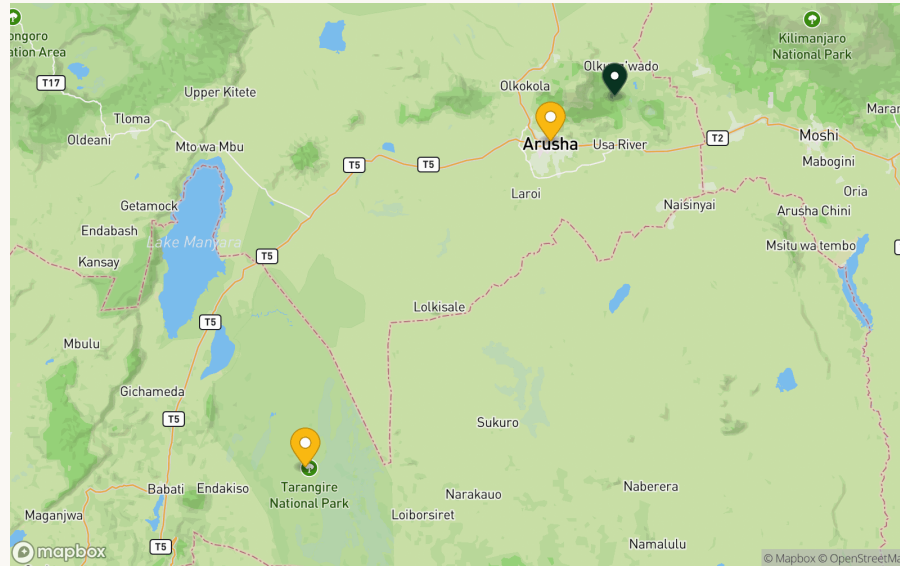 ongoro
ation Area
T17
Upper Kitete
Tloma
Oldeani
Mto wa Mbu
T5
T5
Olkokola
Arusha
Usa River
T2
Kilimanjaro
National Park
Moshi
Mabogini
Laroi
Naisinyai
Oria
Arusha Chini
Msitu wa tembo
Getamock
Endabash
Lake Manyara
Kansay
T5
T5
Lolkisale
Mbulu
Gichameda
T5
Sukuro
Tarangire
National Park
Babati
Endakiso
Maganjwa
Narakauo
Loiborsiret
Naberera
Namalulu
T5
mapbox
© Mapbox © OpenStreetMa